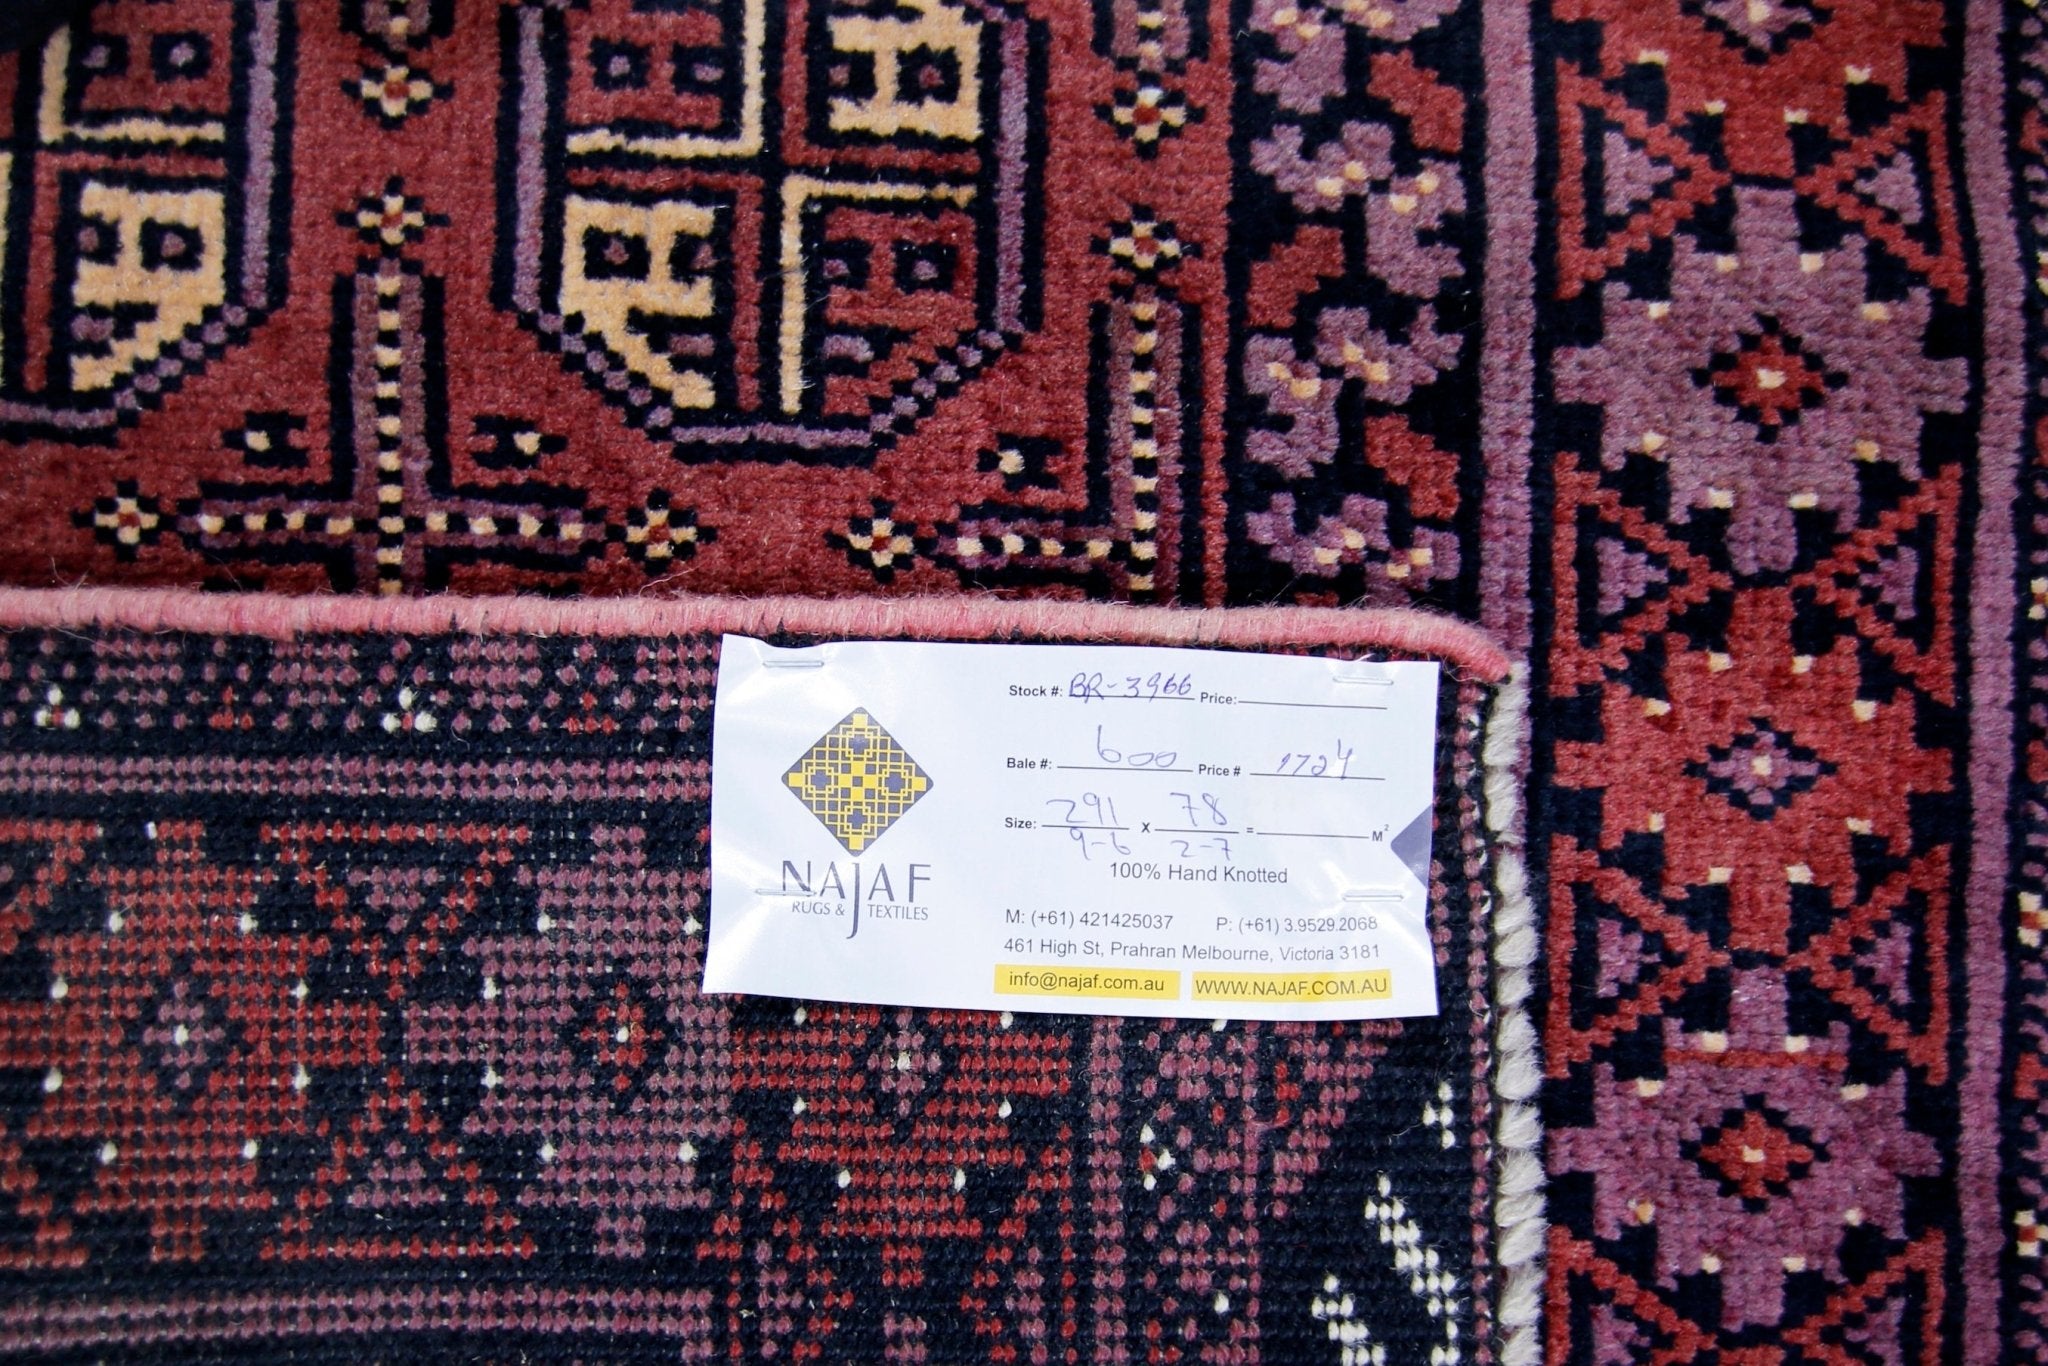 NAJAF
RUGS & TEXTILES
Stock #: BR-3966 Price:
Bale #: 600 Price # 1724
Size: 291 x 78 = M²
9-6 2-7
100% Hand Knotted
M: (+61) 421425037 P: (+61) 3.9529.2068
461 High St, Prahran Melbourne, Victoria 3181
info@najaf.com.au WWW.NAJAF.COM.AU